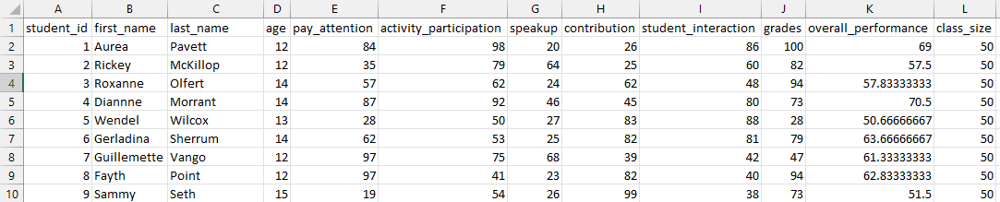 A B C D E F G H I J K L
1 student_id first_name last_name age pay_attention activity_participation speakup contribution student_interaction grades overall_performance class_size
2 1 Aurea Pavett 12 84 98 20 26 86 100 69 50
3 2 Rickey McKillop 12 35 79 64 25 60 82 57.5 50
4 3 Roxanne Olfert 14 57 62 24 62 48 94 57.83333333 50
5 4 Diannne Morrant 14 87 92 46 45 80 73 70.5 50
6 5 Wendel Wilcox 13 28 50 27 83 88 28 50.66666667 50
7 6 Gerladina Sherrum 14 62 53 25 82 81 79 63.66666667 50
8 7 Guillemette Vango 12 97 75 68 39 42 47 61.33333333 50
9 8 Fayth Point 12 97 41 23 82 40 94 62.83333333 50
10 9 Sammy Seth 15 19 54 26 99 38 73 51.5 50